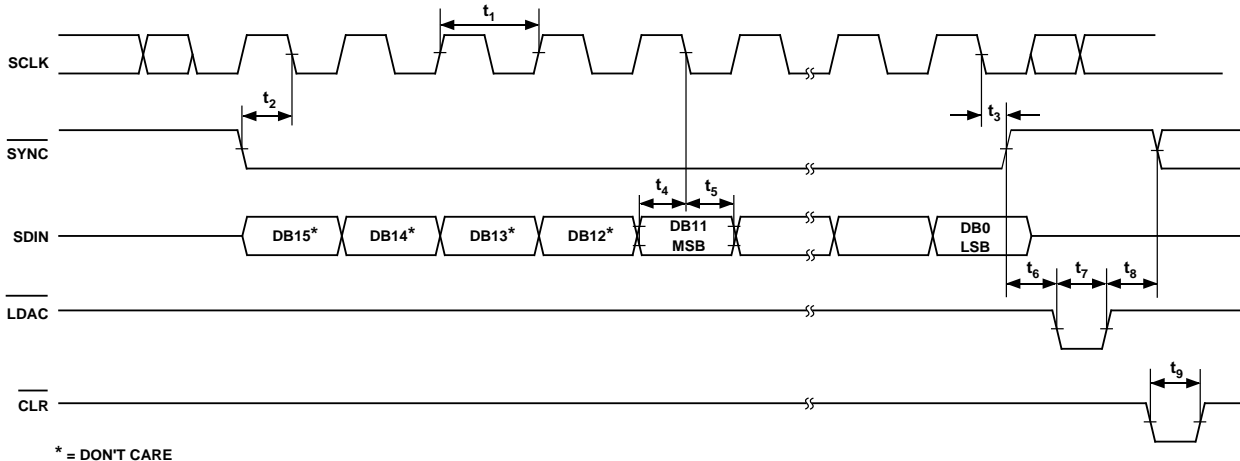 t1
SCLK
t2
t3
SYNC
t4 t5
SDIN DB15* DB14* DB13* DB12* DB11 MSB DB0 LSB
t6 t7 t8
LDAC
t9
CLR
* = DON'T CARE